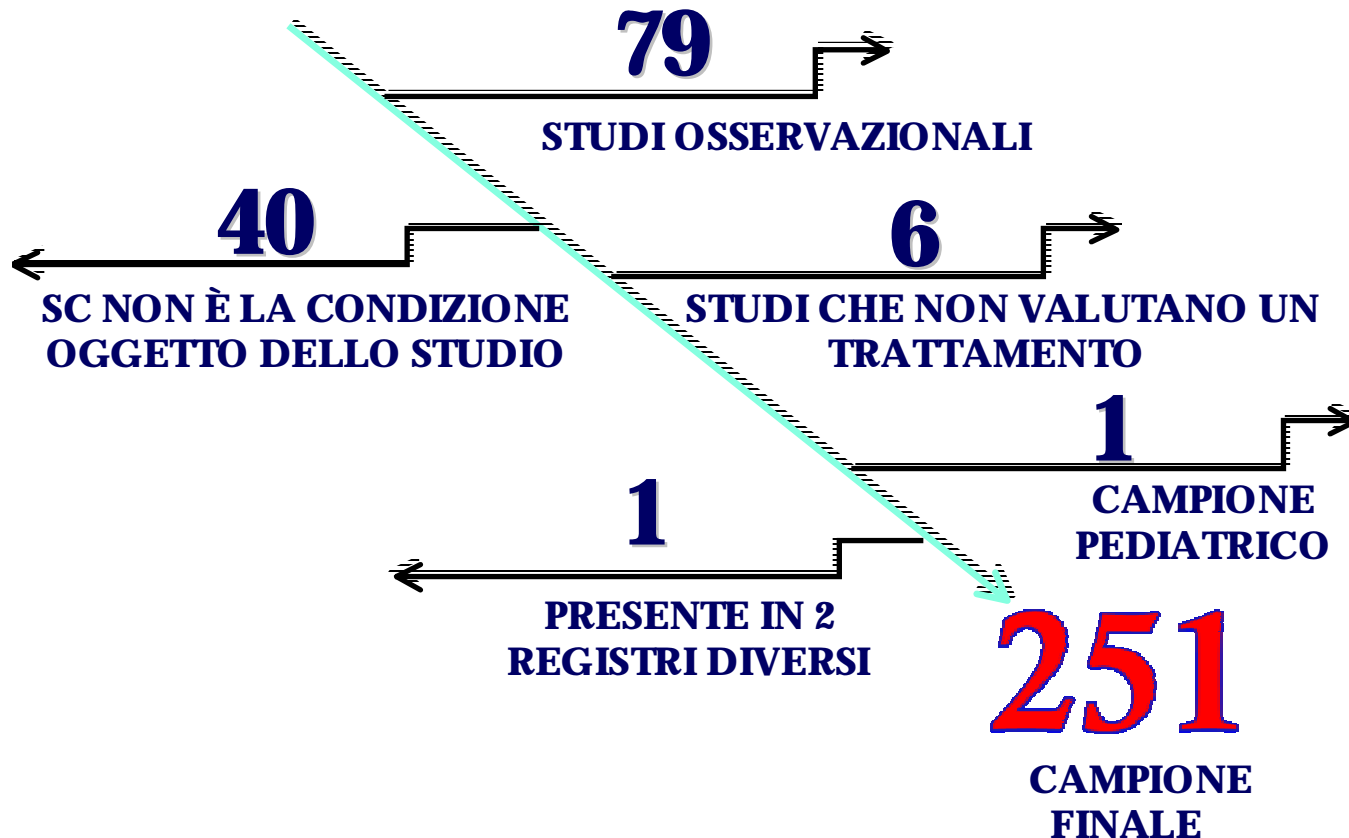 79
STUDI OSSERVAZIONALI
40
SC NON È LA CONDIZIONE
OGGETTO DELLO STUDIO
6
STUDI CHE NON VALUTANO UN
TRATTAMENTO
1
CAMPIONE
PEDIATRICO
1
PRESENTE IN 2
REGISTRI DIVERSI
251
CAMPIONE
FINALE